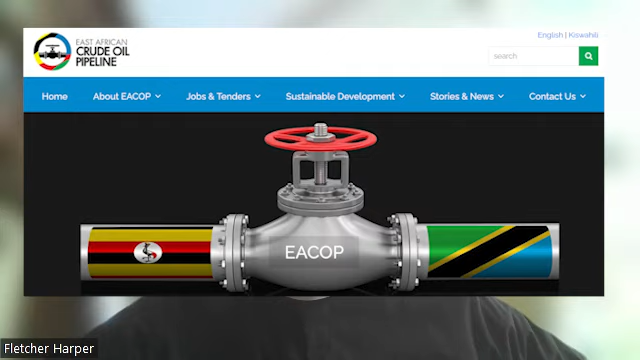 English | Kiswahili
EAST AFRICAN
CRUDE OIL
PIPELINE
search
Home
About EACOP
Jobs & Tenders
Sustainable Development
Stories & News
Contact Us
EACOP
Fletcher Harper